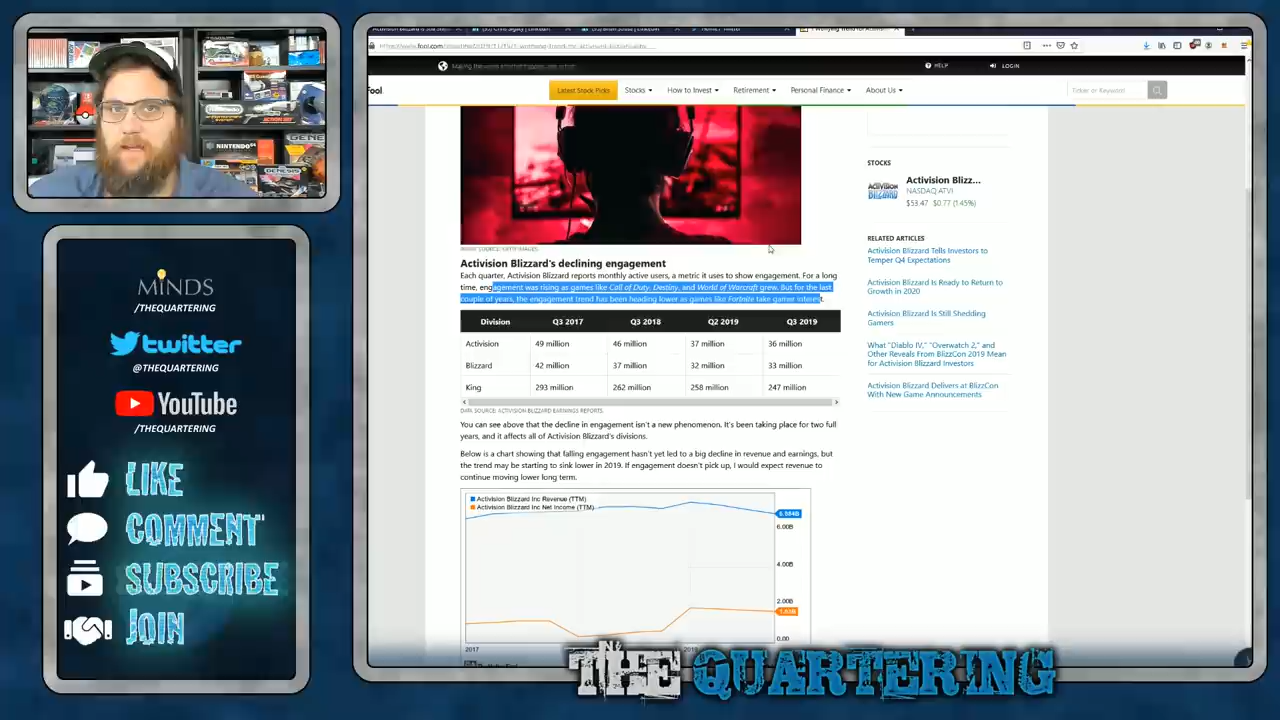 MINDS
/THEQUARTERING
twitter
@THEQUARTERING
YouTube
/THEQUARTERING
LIKE
COMMENT
SUBSCRIBE
JOIN
NINTENDO 64
GENESIS
Fool.
Latest Stock Picks
Stocks
How to Invest
Retirement
Personal Finance
About Us
HELP
LOGIN
Ticker or Keyword
Activision Blizzard's declining engagement
Each quarter, Activision Blizzard reports monthly active users, a metric it uses to show engagement. For a long
time, engagement was rising as games like Call of Duty, Destiny, and World of Warcraft grew. But for the last
couple of years, the engagement trend has been heading lower as games like Fortnite take gamer interest.
Division Q3 2017 Q3 2018 Q2 2019 Q3 2019
Activision 49 million 46 million 37 million 36 million
Blizzard 42 million 37 million 32 million 33 million
King 293 million 262 million 258 million 247 million
DATA SOURCE: ACTIVISION BLIZZARD EARNINGS REPORTS.
You can see above that the decline in engagement isn't a new phenomenon. It's been taking place for two full
years, and it affects all of Activision Blizzard's divisions.
Below is a chart showing that falling engagement hasn't yet led to a big decline in revenue and earnings, but
the trend may be starting to sink lower in 2019. If engagement doesn't pick up, I would expect revenue to
continue moving lower long term.
Activision Blizzard Inc Revenue (TTM)
Activision Blizzard Inc Net Income (TTM)
6.00B
4.00B
2.00B
0.00
2017
STOCKS
Activision Blizz...
NASDAQ ATVI
$53.47 $0.77 (1.45%)
RELATED ARTICLES
Activision Blizzard Tells Investors to
Temper Q4 Expectations
Activision Blizzard Is Ready to Return to
Growth in 2020
Activision Blizzard Is Still Shedding
Gamers
What "Diablo IV," "Overwatch 2," and
Other Reveals From BlizzCon 2019 Mean
for Activision Blizzard Investors
Activision Blizzard Delivers at BlizzCon
With New Game Announcements
THE QUARTERING